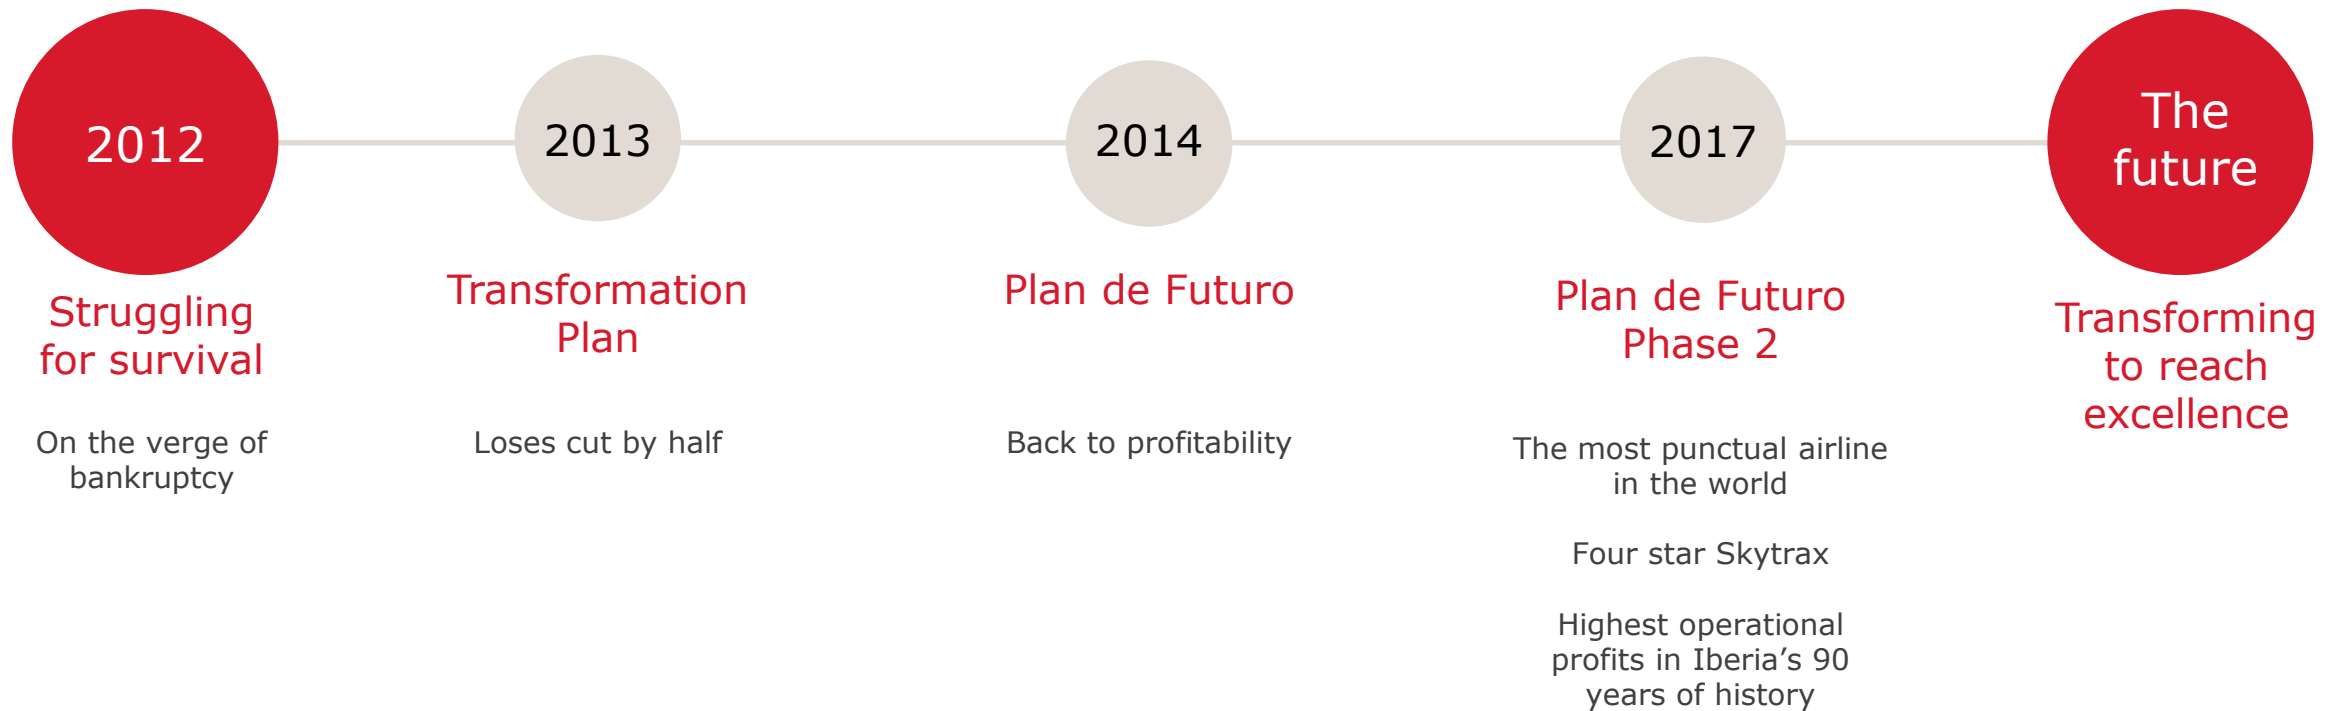 2012
Struggling
for survival
On the verge of
bankruptcy
2013
Transformation
Plan
Loses cut by half
2014
Plan de Futuro
Back to profitability
2017
Plan de Futuro
Phase 2
The most punctual airline
in the world
Four star Skytrax
Highest operational
profits in Iberia’s 90
years of history
The
future
Transforming
to reach
excellence